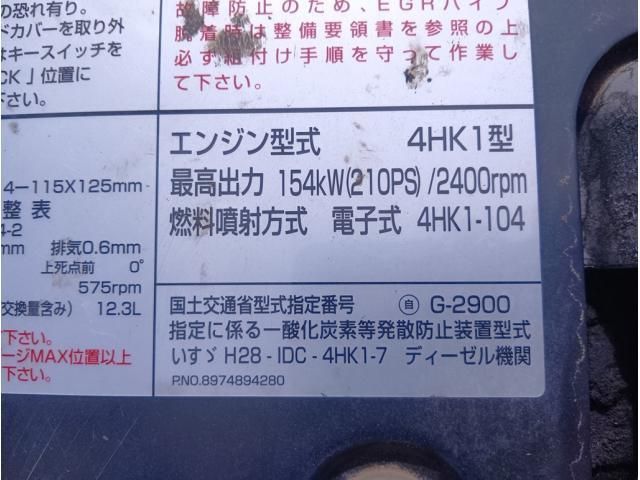 の恐れ有り。
ドカバーを取り外
はキースイッチを
CK」位置に
い。
故障防止のため、EGRパイプ
脱着時は整備要領書を参照の上
必ず組付け手順を守って作業し
て下さい。
4-115X125mm
整 表
4-2
mm 排気0.6mm
上死点前 0°
575rpm
交換量含み) 12.3L
下さい。
ージMAX位置以上
下さい。
エンジン型式 4HK1型
最高出力 154kW(210PS)/2400rpm
燃料噴射方式 電子式 4HK1-104
国土交通省型式指定番号 自 G-2900
指定に係る一酸化炭素等発散防止装置型式
いすゞ H28-IDC-4HK1-7 ディーゼル機関
P.NO.8974894280